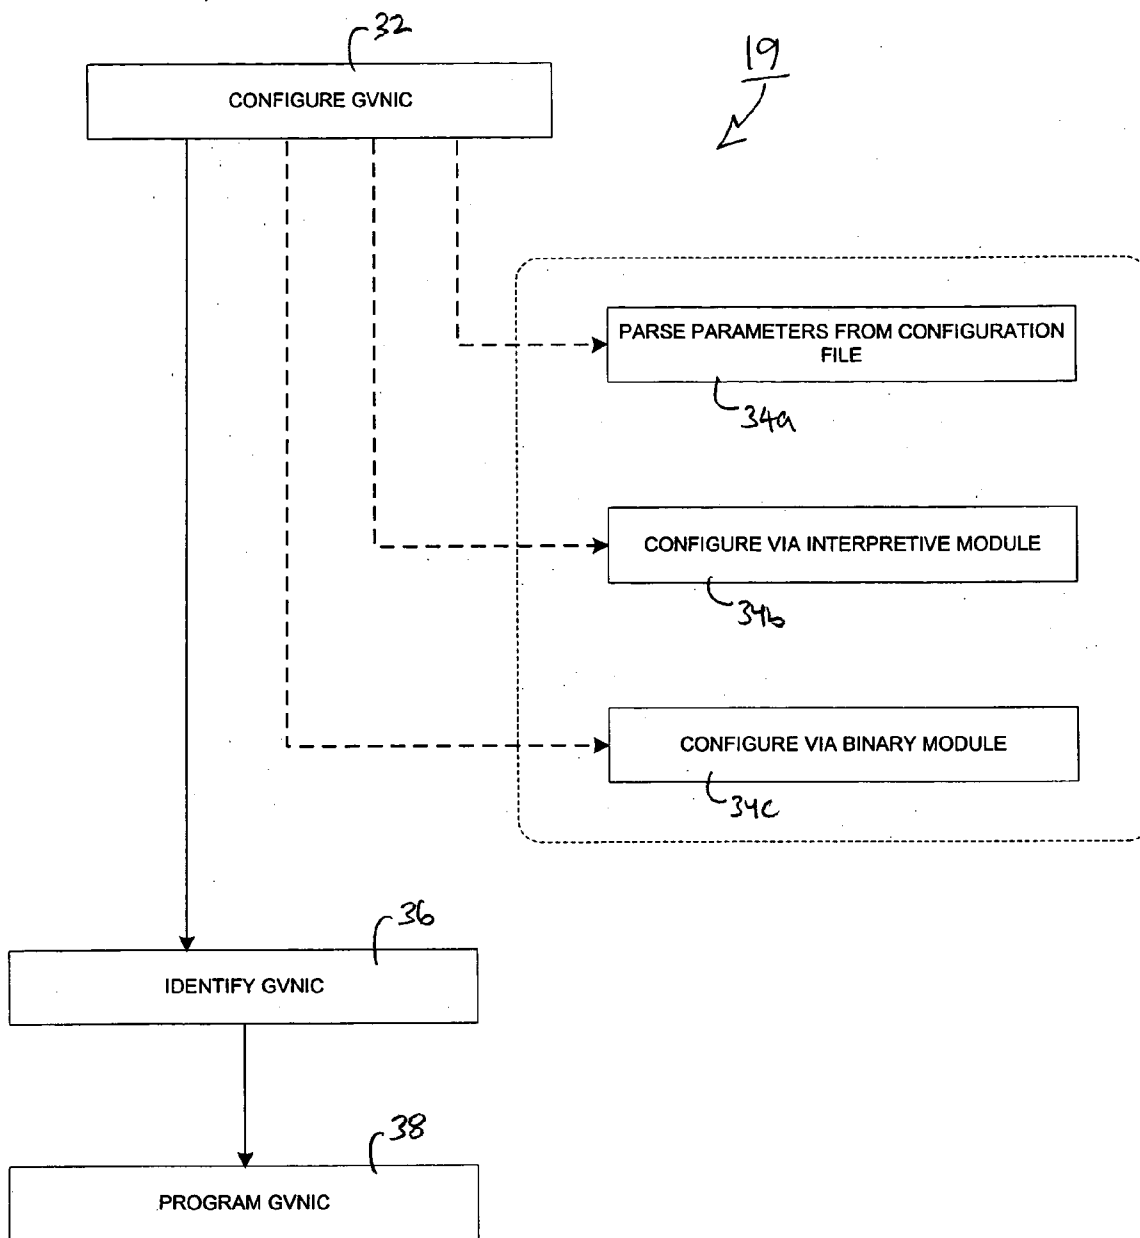 32
19
CONFIGURE GVNIC
PARSE PARAMETERS FROM CONFIGURATION
FILE
34a
CONFIGURE VIA INTERPRETIVE MODULE
34b
CONFIGURE VIA BINARY MODULE
34c
36
IDENTIFY GVNIC
38
PROGRAM GVNIC